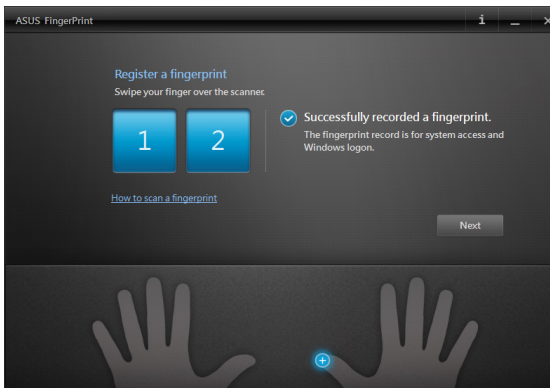 ASUS FingerPrint
Register a fingerprint
Swipe your finger over the scanner.
1 2
Successfully recorded a fingerprint.
The fingerprint record is for system access and
Windows logon.
How to scan a fingerprint
Next